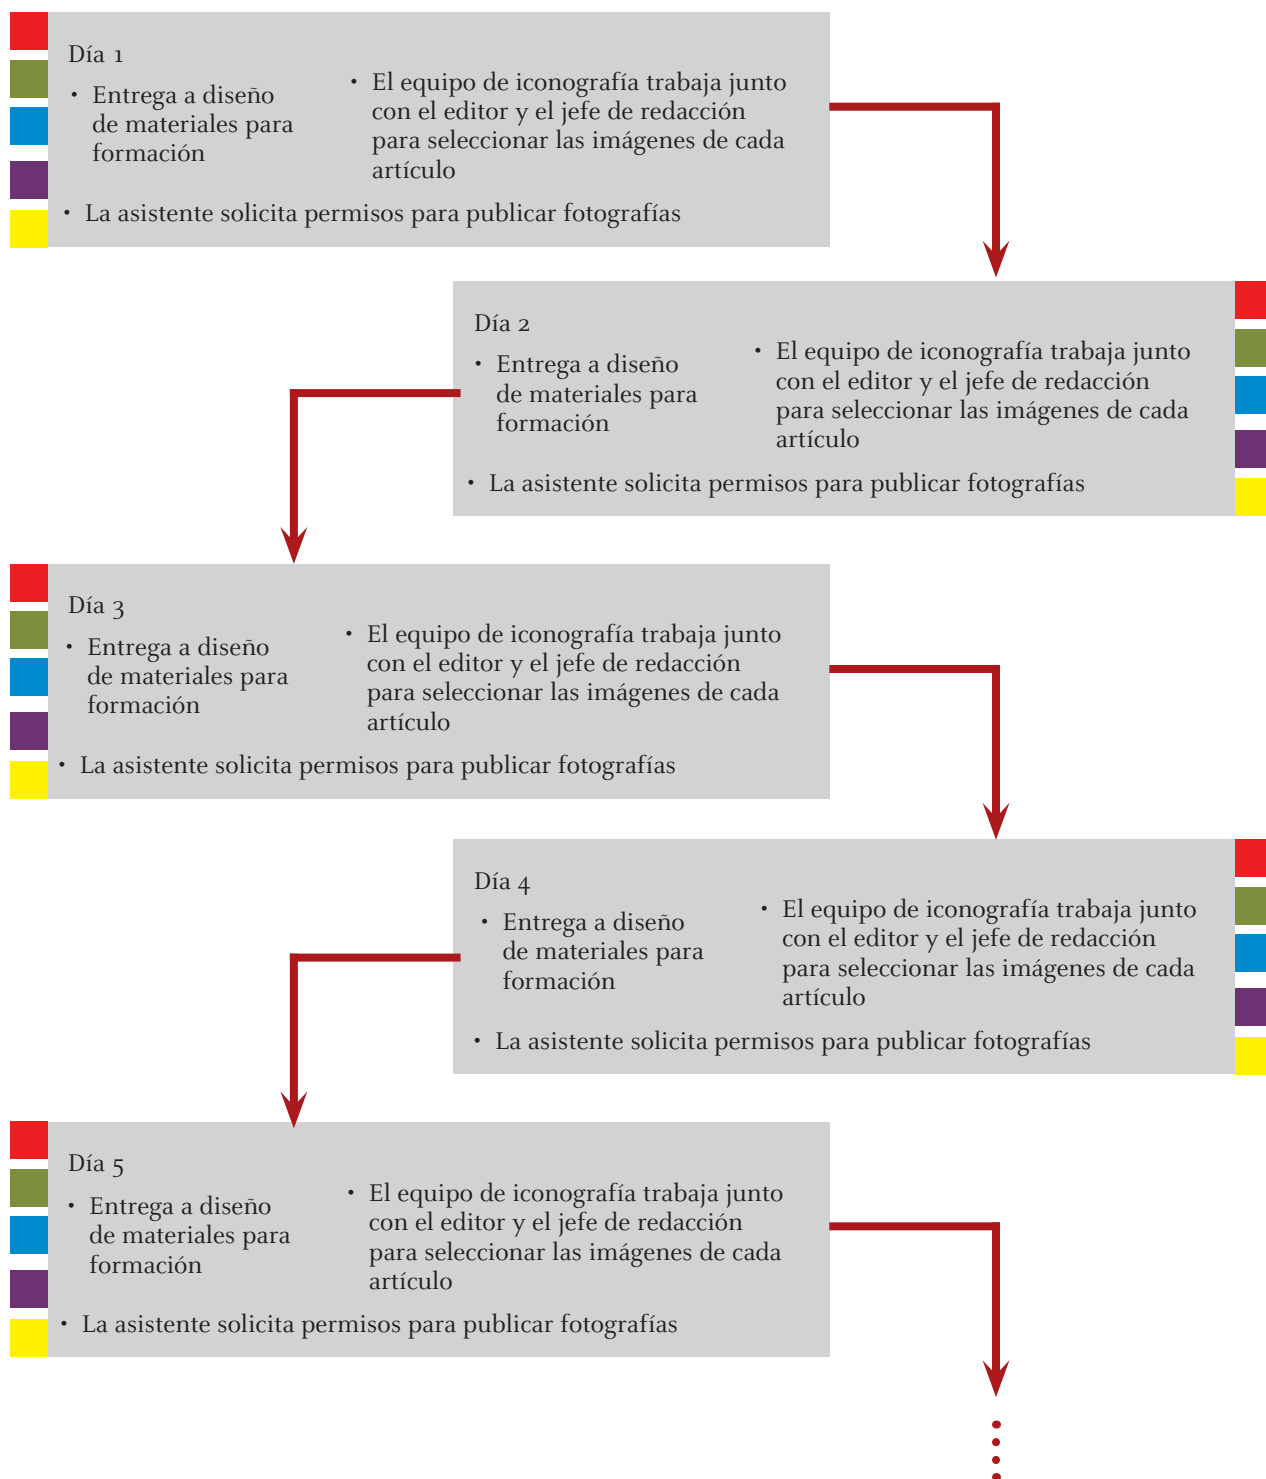 Día 1
• Entrega a diseño
de materiales para
formación
• El equipo de iconografía trabaja junto
con el editor y el jefe de redacción
para seleccionar las imágenes de cada
artículo
• La asistente solicita permisos para publicar fotografías
Día 2
• Entrega a diseño
de materiales para
formación
• El equipo de iconografía trabaja junto
con el editor y el jefe de redacción
para seleccionar las imágenes de cada
artículo
• La asistente solicita permisos para publicar fotografías
Día 3
• Entrega a diseño
de materiales para
formación
• El equipo de iconografía trabaja junto
con el editor y el jefe de redacción
para seleccionar las imágenes de cada
artículo
• La asistente solicita permisos para publicar fotografías
Día 4
• Entrega a diseño
de materiales para
formación
• El equipo de iconografía trabaja junto
con el editor y el jefe de redacción
para seleccionar las imágenes de cada
artículo
• La asistente solicita permisos para publicar fotografías
Día 5
• Entrega a diseño
de materiales para
formación
• El equipo de iconografía trabaja junto
con el editor y el jefe de redacción
para seleccionar las imágenes de cada
artículo
• La asistente solicita permisos para publicar fotografías